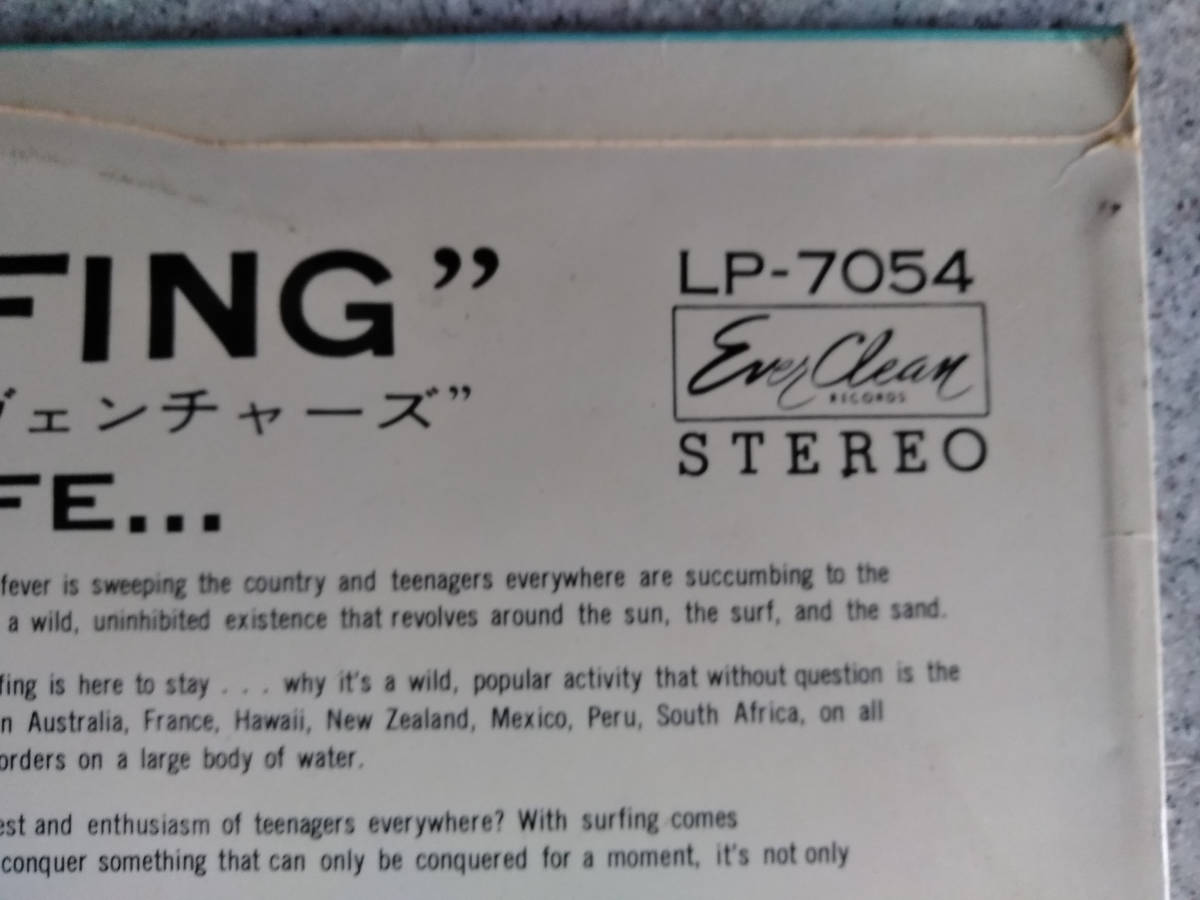 FING”
LP-7054
Ever Clean
RECORDS
STEREO
ヴェンチャーズ”
FE...
fever is sweeping the country and teenagers everywhere are succumbing to the
a wild, uninhibited existence that revolves around the sun, the surf, and the sand.
fing is here to stay . . . why it's a wild, popular activity that without question is the
n Australia, France, Hawaii, New Zealand, Mexico, Peru, South Africa, on all
orders on a large body of water.
est and enthusiasm of teenagers everywhere? With surfing comes
conquer something that can only be conquered for a moment, it's not only